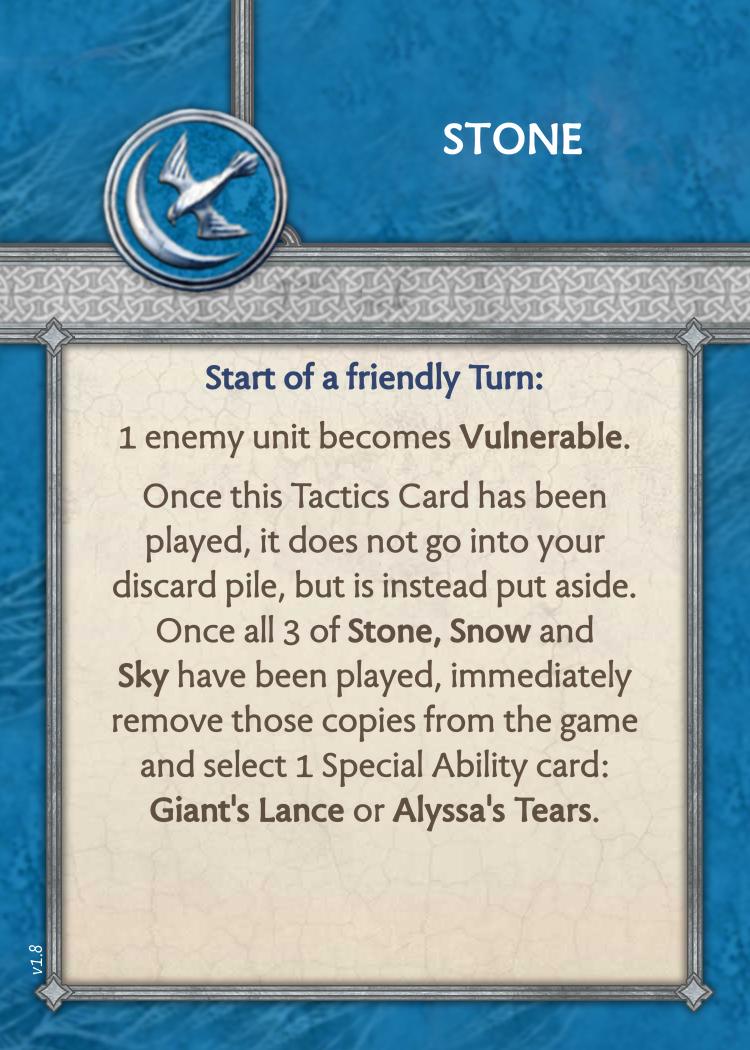 STONE
Start of a friendly Turn:
1 enemy unit becomes Vulnerable.
Once this Tactics Card has been
played, it does not go into your
discard pile, but is instead put aside.
Once all 3 of Stone, Snow and
Sky have been played, immediately
remove those copies from the game
and select 1 Special Ability card:
Giant's Lance or Alyssa's Tears.
v1.8